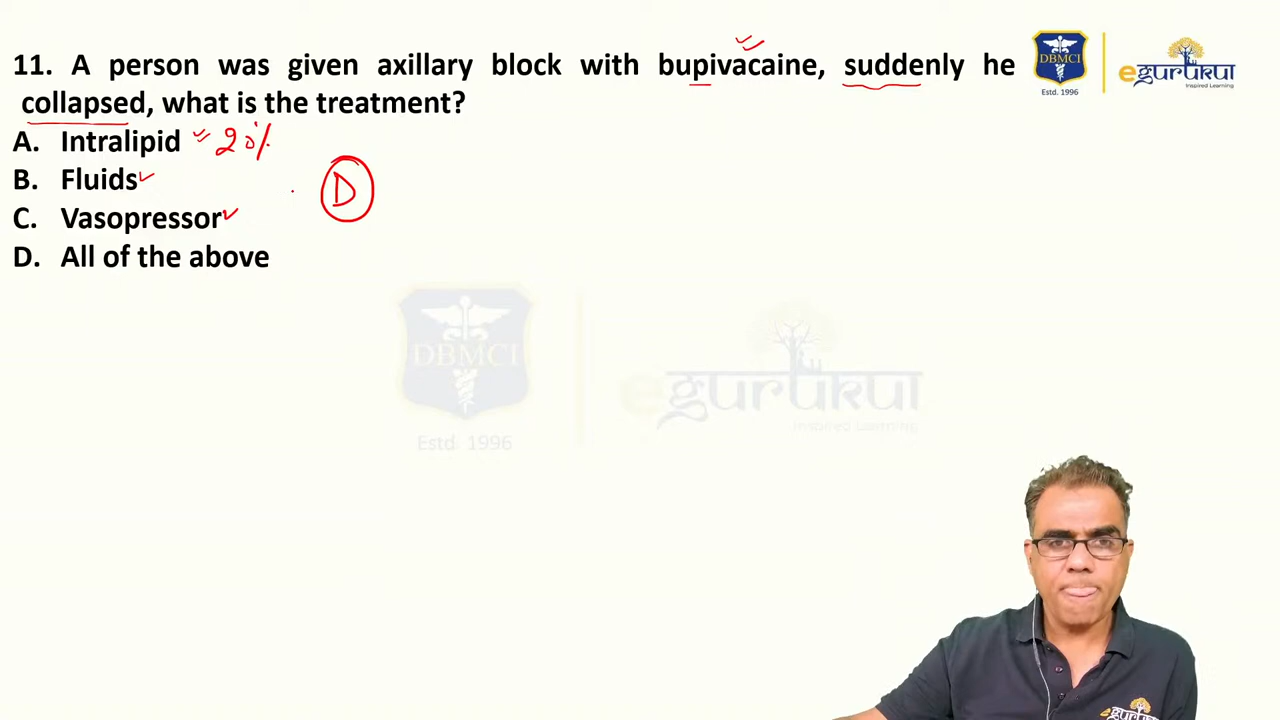 11. A person was given axillary block with bupivacaine, suddenly he
collapsed, what is the treatment?
A. Intralipid 20%
B. Fluids
C. Vasopressor
D. All of the above
D
DBMCI
Estd. 1996
egurukul
Inspired Learning
DBMCI
Estd. 1996
egurukul
Inspired Learning